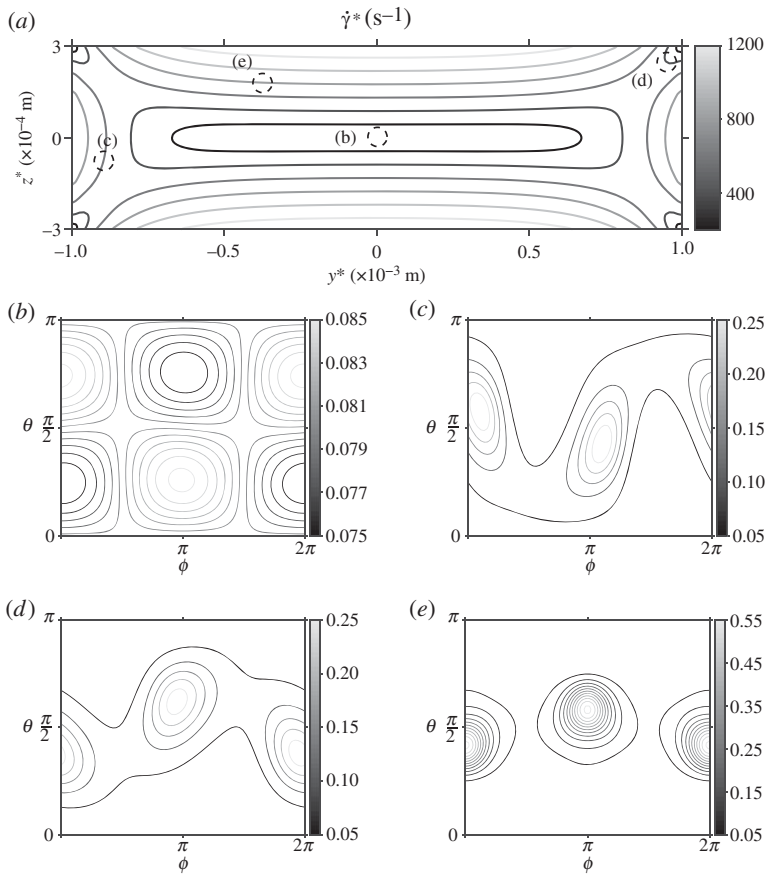 (a)
γ̇* (s⁻¹)
3
0
−3
z* (×10⁻⁴ m)
(e)
(d)
(c)
(b)
−1.0
−0.5
0
0.5
1.0
y* (×10⁻³ m)
1200
800
400
(b)
π
θ π/2
0
π
2π
ϕ
0.085
0.083
0.081
0.079
0.077
0.075
(c)
π
θ π/2
0
π
2π
ϕ
0.25
0.20
0.15
0.10
0.05
(d)
π
θ π/2
0
π
2π
ϕ
0.25
0.20
0.15
0.10
0.05
(e)
π
θ π/2
0
π
2π
ϕ
0.55
0.45
0.35
0.25
0.15
0.05